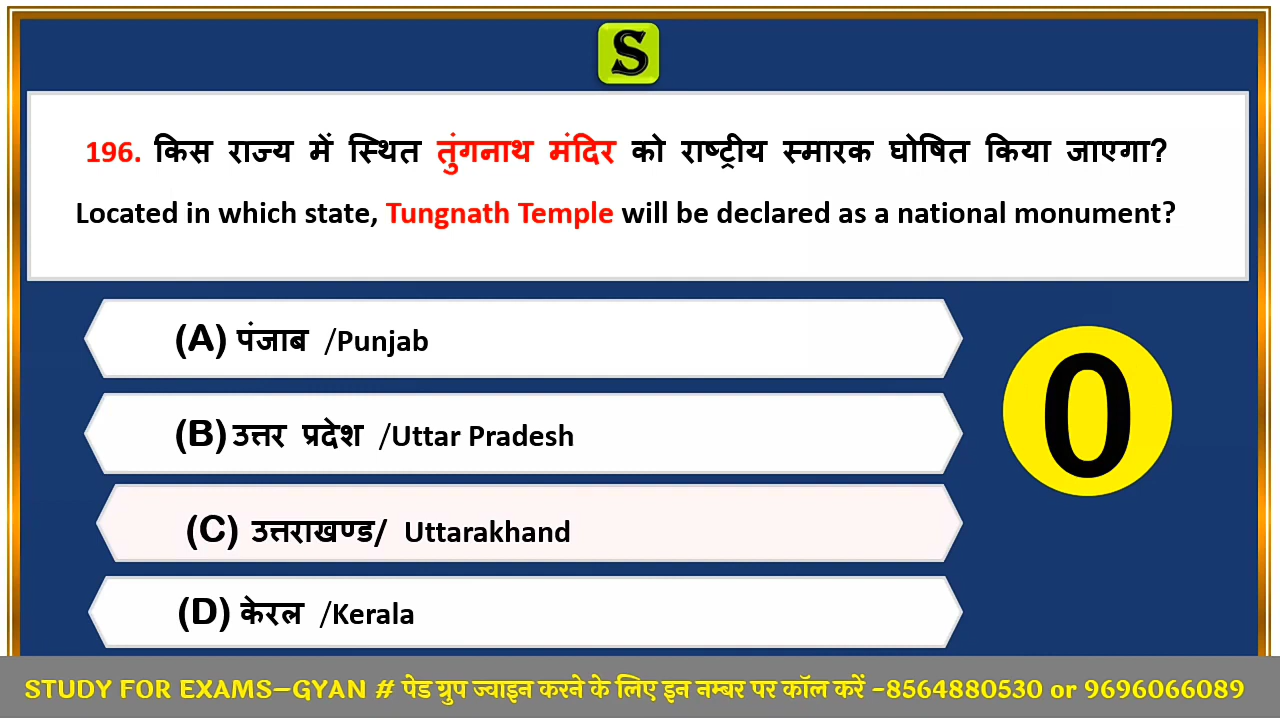 S
196. किस राज्य में स्थित तुंगनाथ मंदिर को राष्ट्रीय स्मारक घोषित किया जाएगा?
Located in which state, Tungnath Temple will be declared as a national monument?
(A) पंजाब /Punjab
(B) उत्तर प्रदेश /Uttar Pradesh
0
(C) उत्तराखण्ड/ Uttarakhand
(D) केरल /Kerala
STUDY FOR EXAMS-GYAN # पेड ग्रुप ज्वाइन करने के लिए इन नम्बर पर कॉल करें -8564880530 or 9696066089